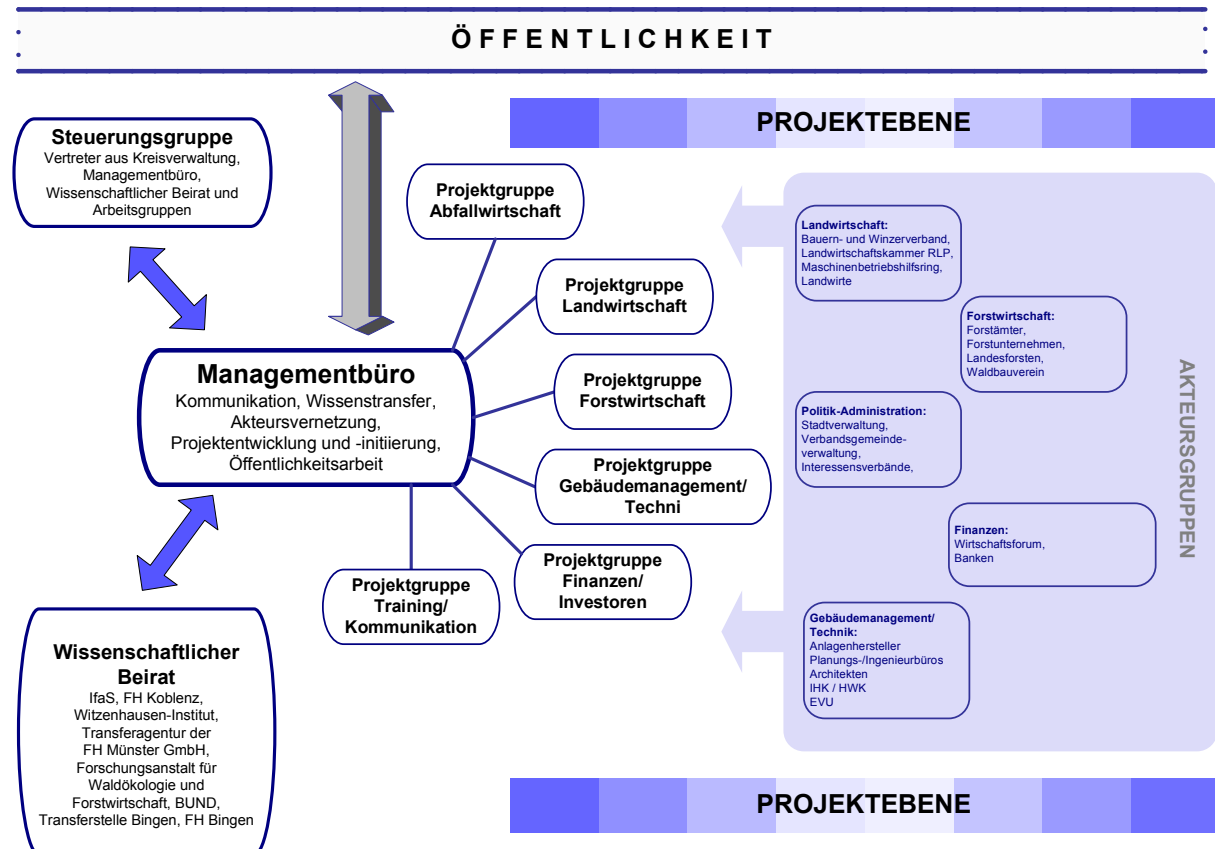 ÖFFENTLICHKEIT
PROJEKTEBENE
Steuerungsgruppe
Vertreter aus Kreisverwaltung,
Managementbüro,
Wissenschaftlicher Beirat und
Arbeitsgruppen
Projektgruppe
Abfallwirtschaft
Projektgruppe
Landwirtschaft
Projektgruppe
Forstwirtschaft
Projektgruppe
Gebäudemanagement/
Techni
Projektgruppe
Finanzen/
Investoren
Projektgruppe
Training/
Kommunikation
Managementbüro
Kommunikation, Wissenstransfer,
Akteursvernetzung,
Projektentwicklung und -initiierung,
Öffentlichkeitsarbeit
Wissenschaftlicher
Beirat
IfaS, FH Koblenz,
Witzenhausen-Institut,
Transferagentur der
FH Münster GmbH,
Forschungsanstalt für
Waldökologie und
Forstwirtschaft, BUND,
Transferstelle Bingen, FH Bingen
Landwirtschaft:
Bauern- und Winzerverband,
Landwirtschaftskammer RLP,
Maschinenbetriebshilfsring,
Landwirte
Forstwirtschaft:
Forstämter,
Forstunternehmen,
Landesforsten,
Waldbauverein
Politik-Administration:
Stadtverwaltung,
Verbandsgemeinde-
verwaltung,
Interessensverbände,
Finanzen:
Wirtschaftsforum,
Banken
Gebäudemanagement/
Technik:
Anlagenhersteller
Planungs-/Ingenieurbüros
Architekten
IHK / HWK
EVU
AKTEURSGRUPPEN
PROJEKTEBENE